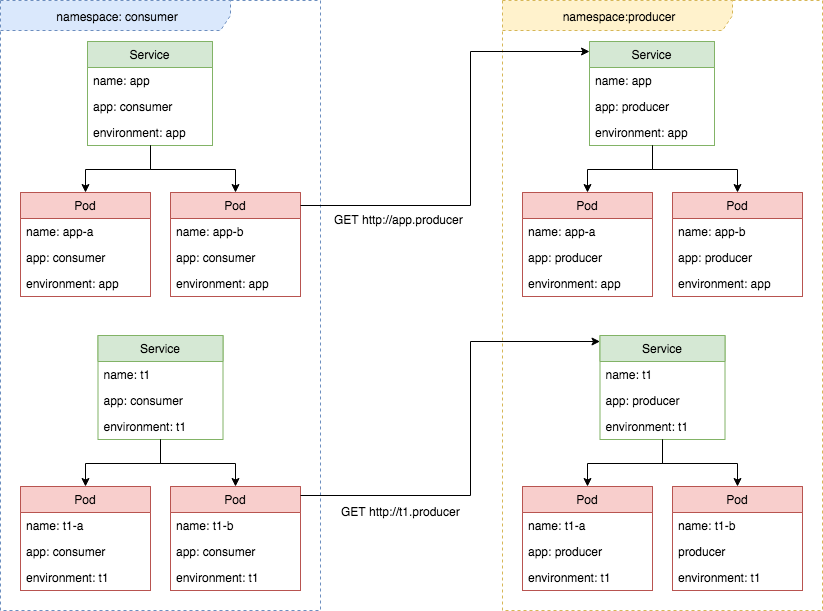 namespace: consumer
namespace:producer
Service
name: app
app: consumer
environment: app
Service
name: app
app: producer
environment: app
Pod
name: app-a
app: consumer
environment: app
Pod
name: app-b
app: consumer
environment: app
GET http://app.producer
Pod
name: app-a
app: producer
environment: app
Pod
name: app-b
app: producer
environment: app
Service
name: t1
app: consumer
environment: t1
Service
name: t1
app: producer
environment: t1
Pod
name: t1-a
app: consumer
environment: t1
Pod
name: t1-b
app: consumer
environment: t1
GET http://t1.producer
Pod
name: t1-a
app: producer
environment: t1
Pod
name: t1-b
producer
environment: t1